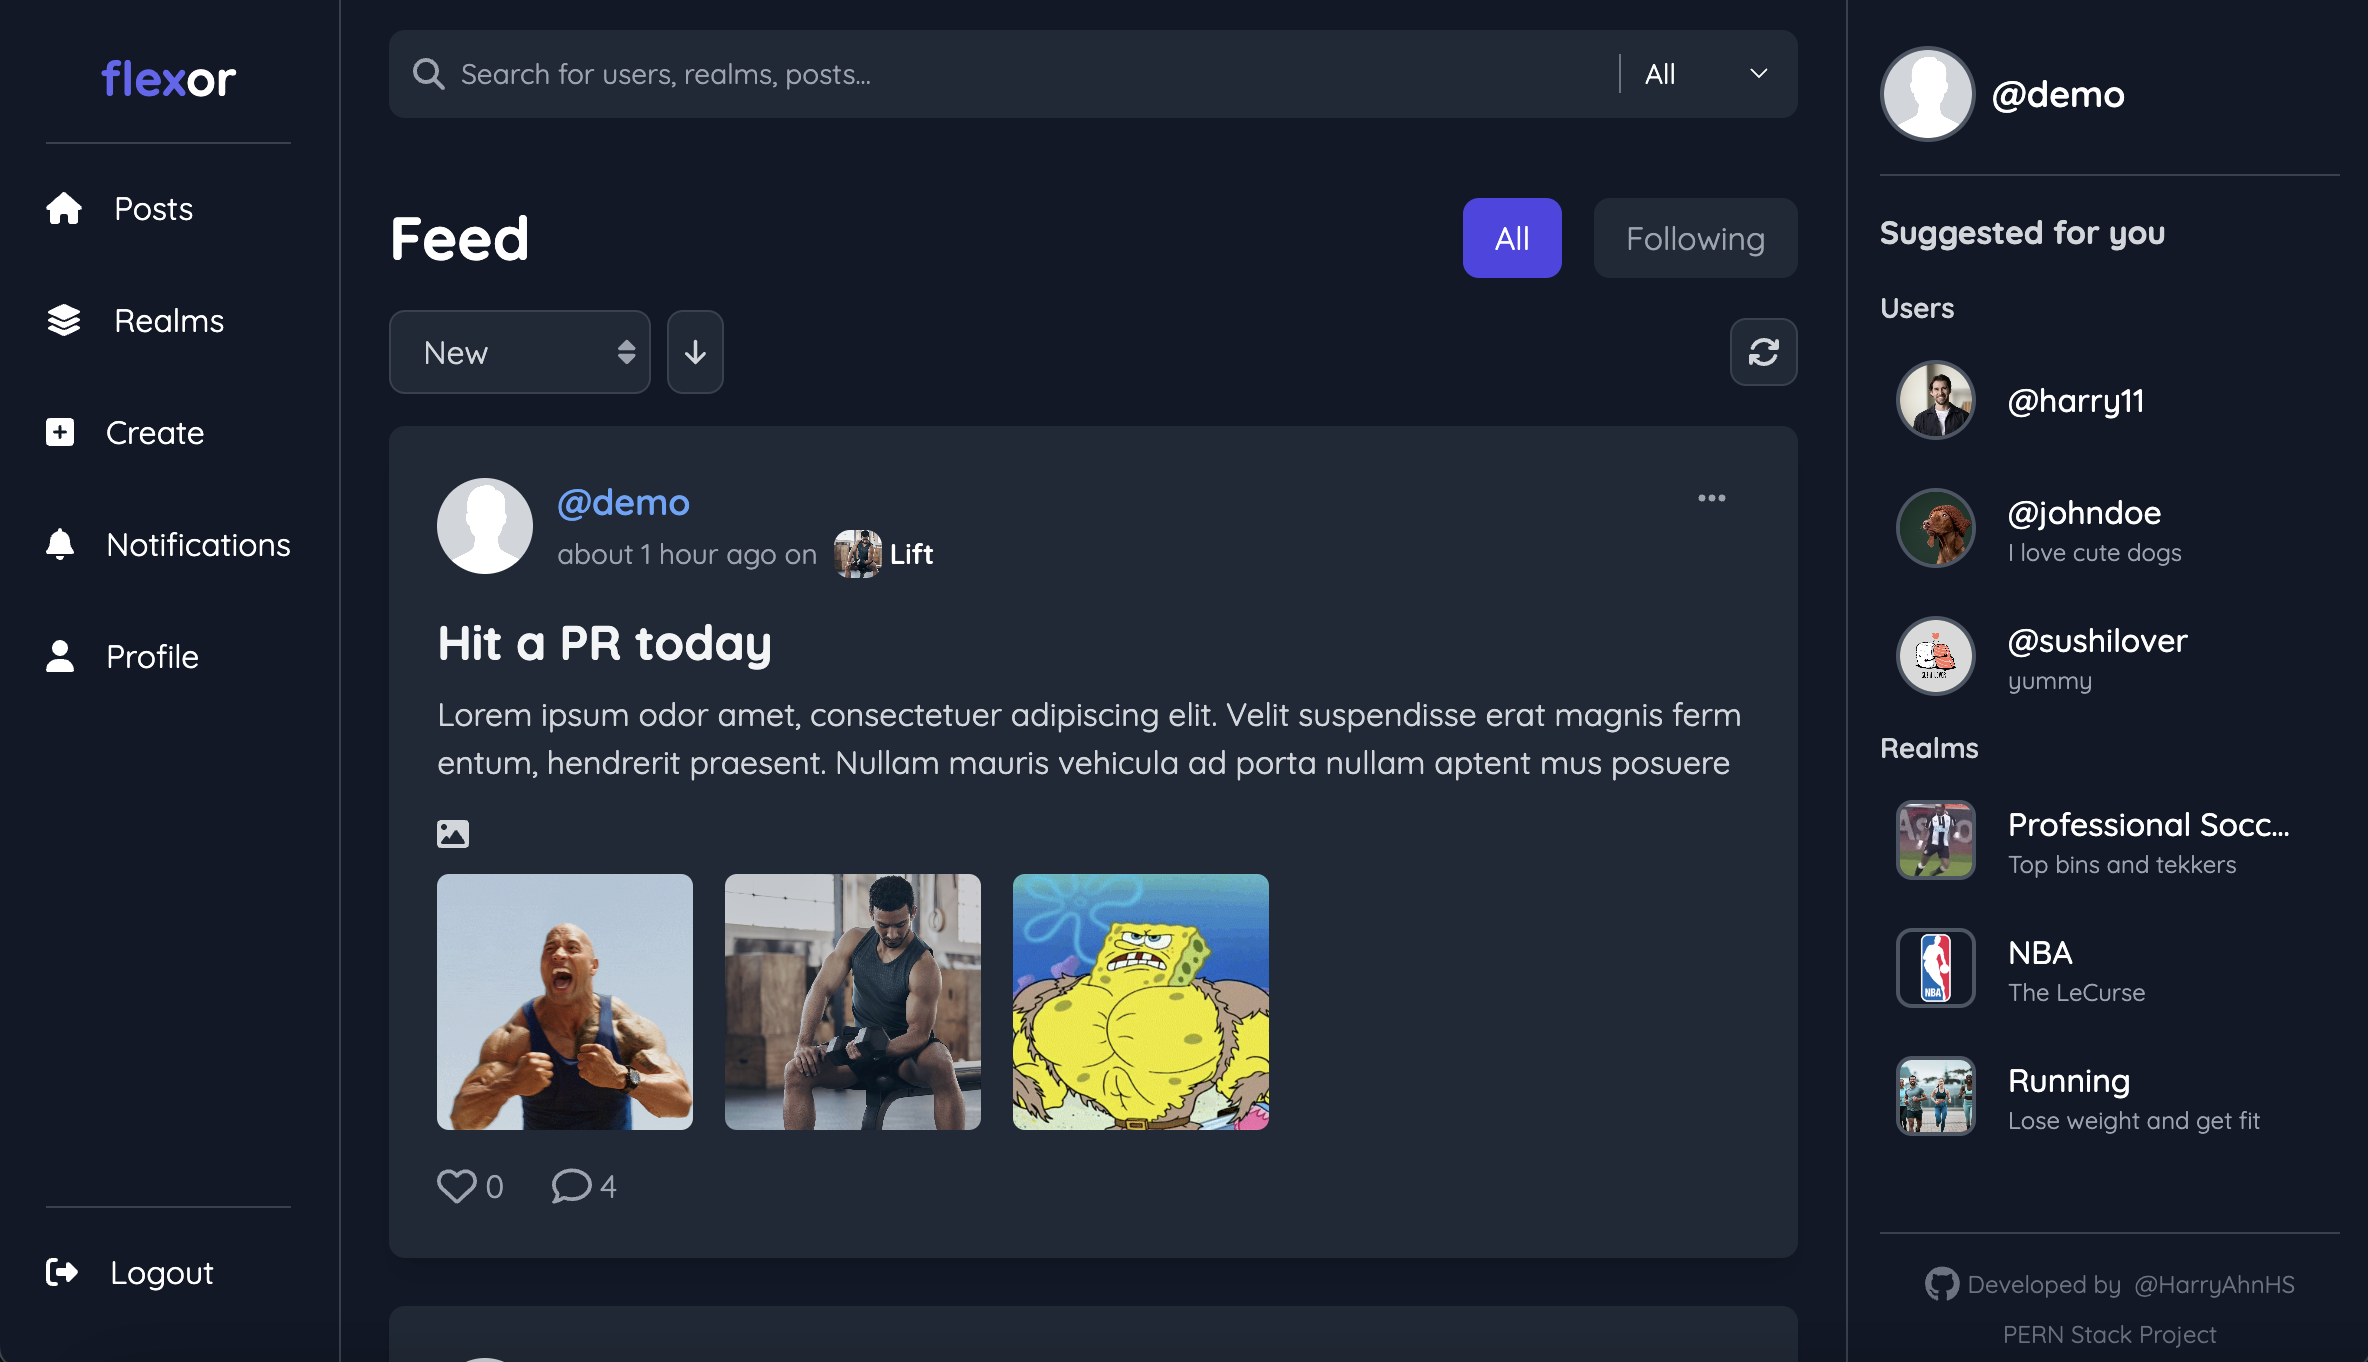 flexor
Posts
Realms
Create
Notifications
Profile
Logout
Search for users, realms, posts...
All
Feed
All
Following
New
@demo
about 1 hour ago on Lift
Hit a PR today
Lorem ipsum odor amet, consectetuer adipiscing elit. Velit suspendisse erat magnis ferm
entum, hendrerit praesent. Nullam mauris vehicula ad porta nullam aptent mus posuere
0
4
@demo
Suggested for you
Users
@harry11
@johndoe
I love cute dogs
@sushilover
yummy
Realms
Professional Socc...
Top bins and tekkers
NBA
NBA
The LeCurse
Running
Lose weight and get fit
Developed by @HarryAhnHS
PERN Stack Project